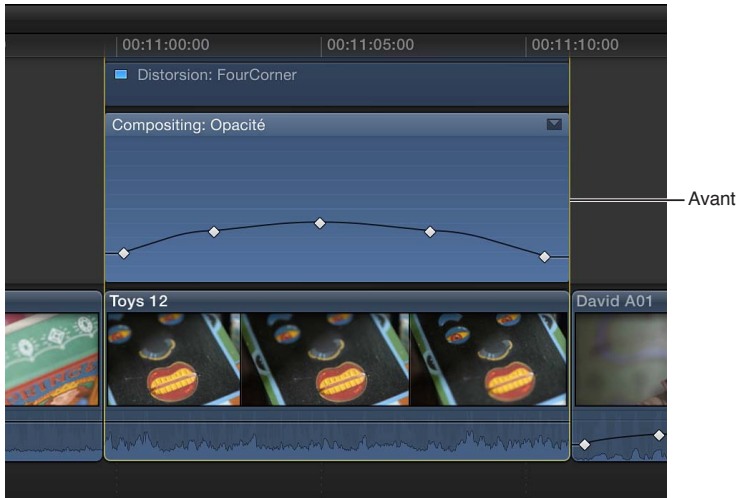 00:11:00:00
00:11:05:00
00:11:10:00
Distorsion: FourCorner
Compositing: Opacité
Avant
Toys 12
David A01